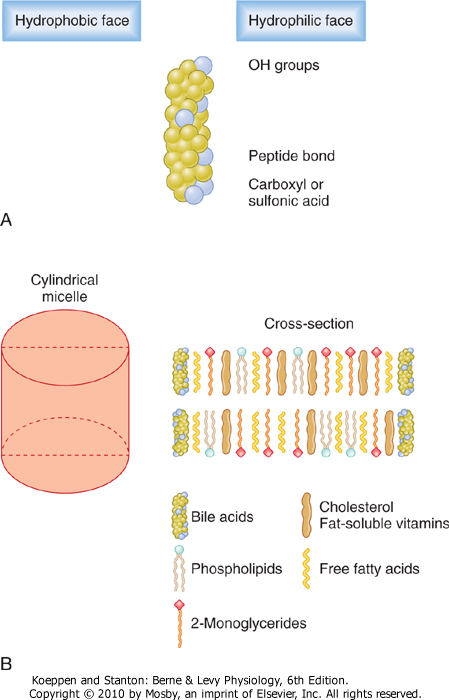 Hydrophobic face
Hydrophilic face
OH groups
Peptide bond
Carboxyl or
sulfonic acid
A
Cylindrical
micelle
Cross-section
Bile acids
Cholesterol
Fat-soluble vitamins
Phospholipids
Free fatty acids
2-Monoglycerides
B
Koeppen and Stanton: Berne & Levy Physiology, 6th Edition.
Copyright © 2010 by Mosby, an imprint of Elsevier, Inc. All rights reserved.